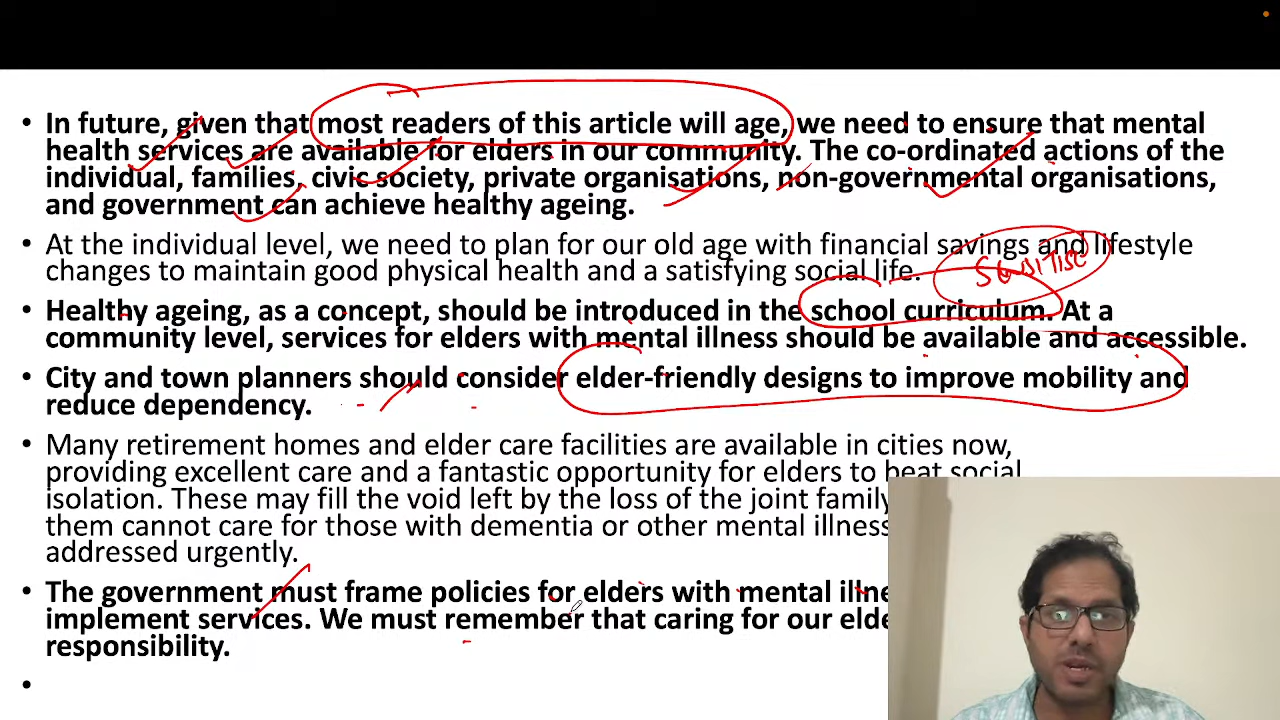 • In future, given that most readers of this article will age, we need to ensure that mental
health services are available for elders in our community. The co-ordinated actions of the
individual, families, civic society, private organisations, non-governmental organisations,
and government can achieve healthy ageing.
• At the individual level, we need to plan for our old age with financial savings and lifestyle
changes to maintain good physical health and a satisfying social life.
• Healthy ageing, as a concept, should be introduced in the school curriculum. At a
community level, services for elders with mental illness should be available and accessible.
• City and town planners should consider elder-friendly designs to improve mobility and
reduce dependency.
• Many retirement homes and elder care facilities are available in cities now,
providing excellent care and a fantastic opportunity for elders to beat social
isolation. These may fill the void left by the loss of the joint family
them cannot care for those with dementia or other mental illness
addressed urgently.
• The government must frame policies for elders with mental
implement services. We must remember that caring for our
responsibility.
•